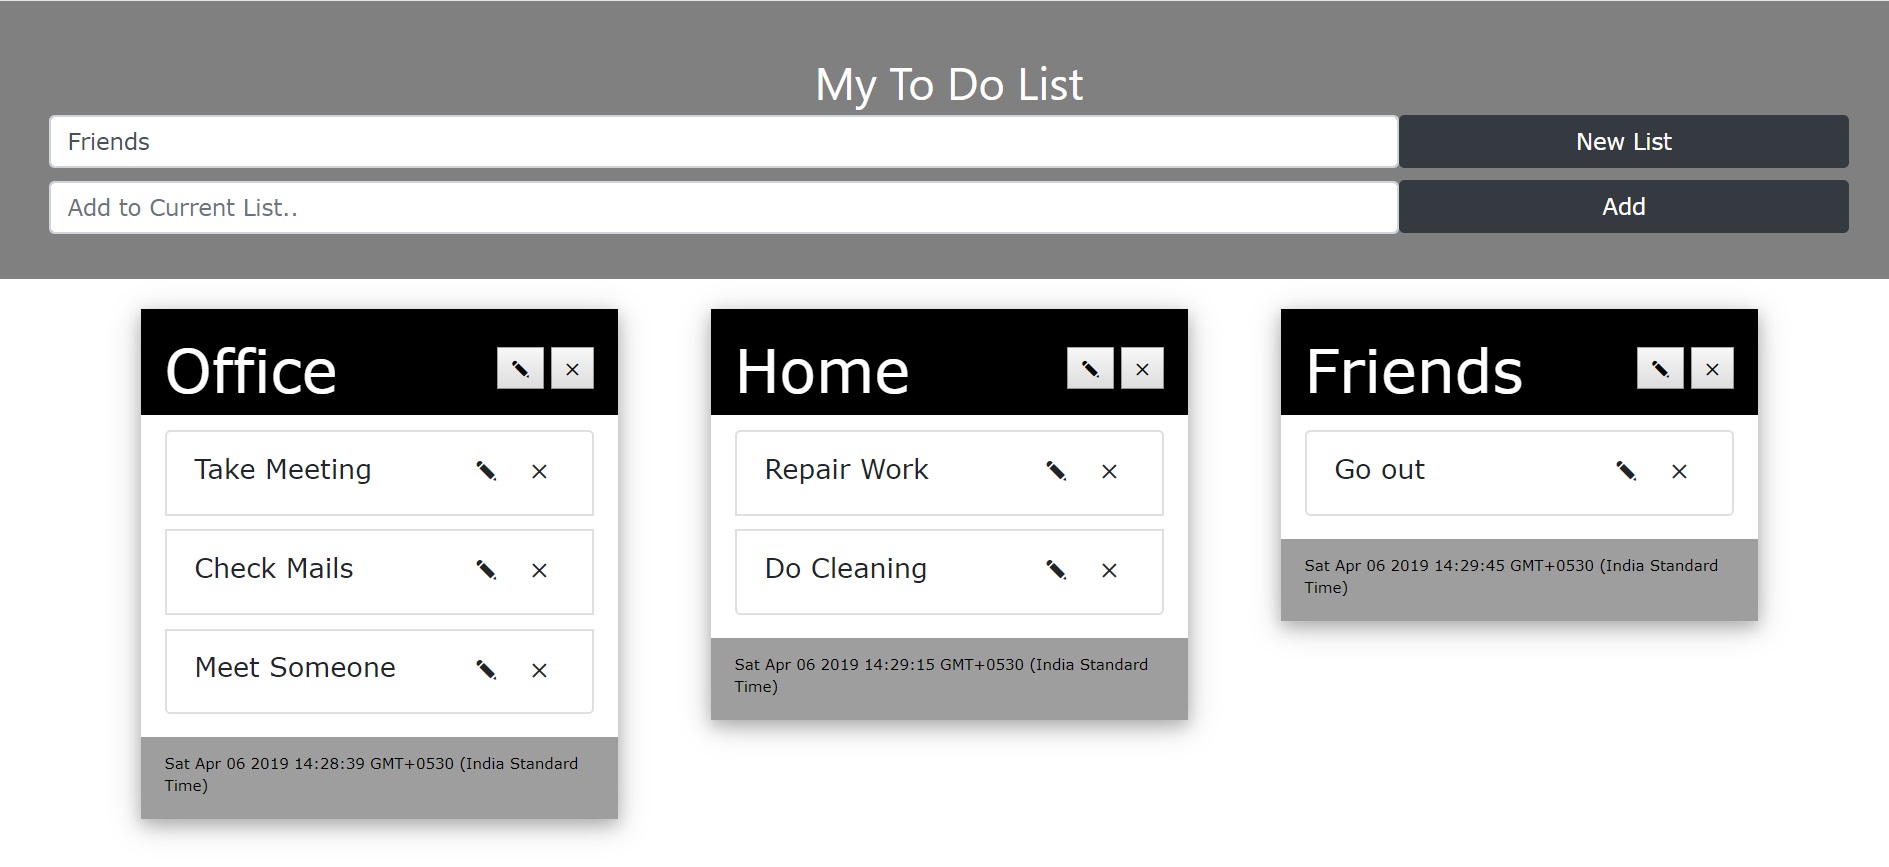 My To Do List
Friends
New List
Add to Current List..
Add
Office
Take Meeting
Check Mails
Meet Someone
Sat Apr 06 2019 14:28:39 GMT+0530 (India Standard
Time)
Home
Repair Work
Do Cleaning
Sat Apr 06 2019 14:29:15 GMT+0530 (India Standard
Time)
Friends
Go out
Sat Apr 06 2019 14:29:45 GMT+0530 (India Standard
Time)